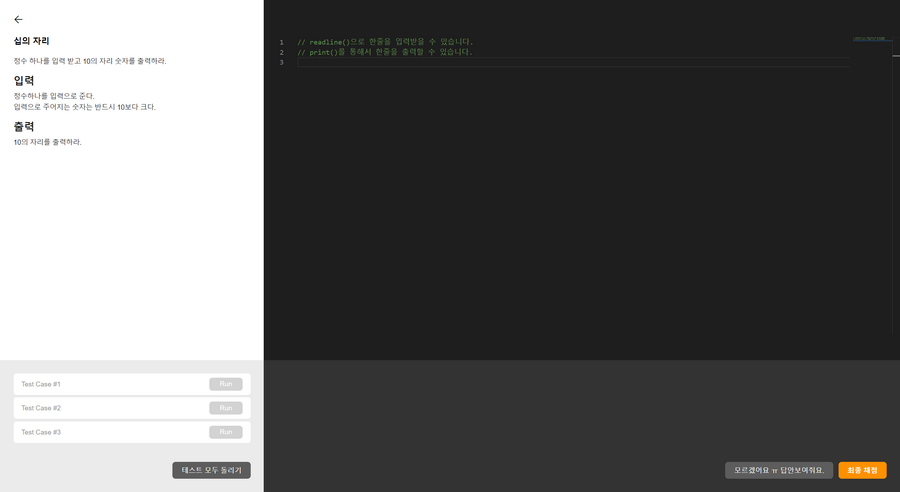 십의 자리
정수 하나를 입력 받고 10의 자리 숫자를 출력하라.
입력
정수하나를 입력으로 준다.
입력으로 주어지는 숫자는 반드시 10보다 크다.
출력
10의 자리를 출력하라.
1 // readline()으로 한줄을 입력받을 수 있습니다.
2 // print()를 통해서 한줄을 출력할 수 있습니다.
3
Test Case #1 Run
Test Case #2 Run
Test Case #3 Run
테스트 모두 돌리기
모르겠어요 ㅠ 답안보여줘요.
최종 채점